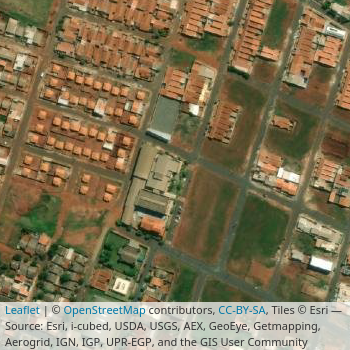 Leaflet | © OpenStreetMap contributors, CC-BY-SA, Tiles © Esri —
Source: Esri, i-cubed, USDA, USGS, AEX, GeoEye, Getmapping,
Aerogrid, IGN, IGP, UPR-EGP, and the GIS User Community